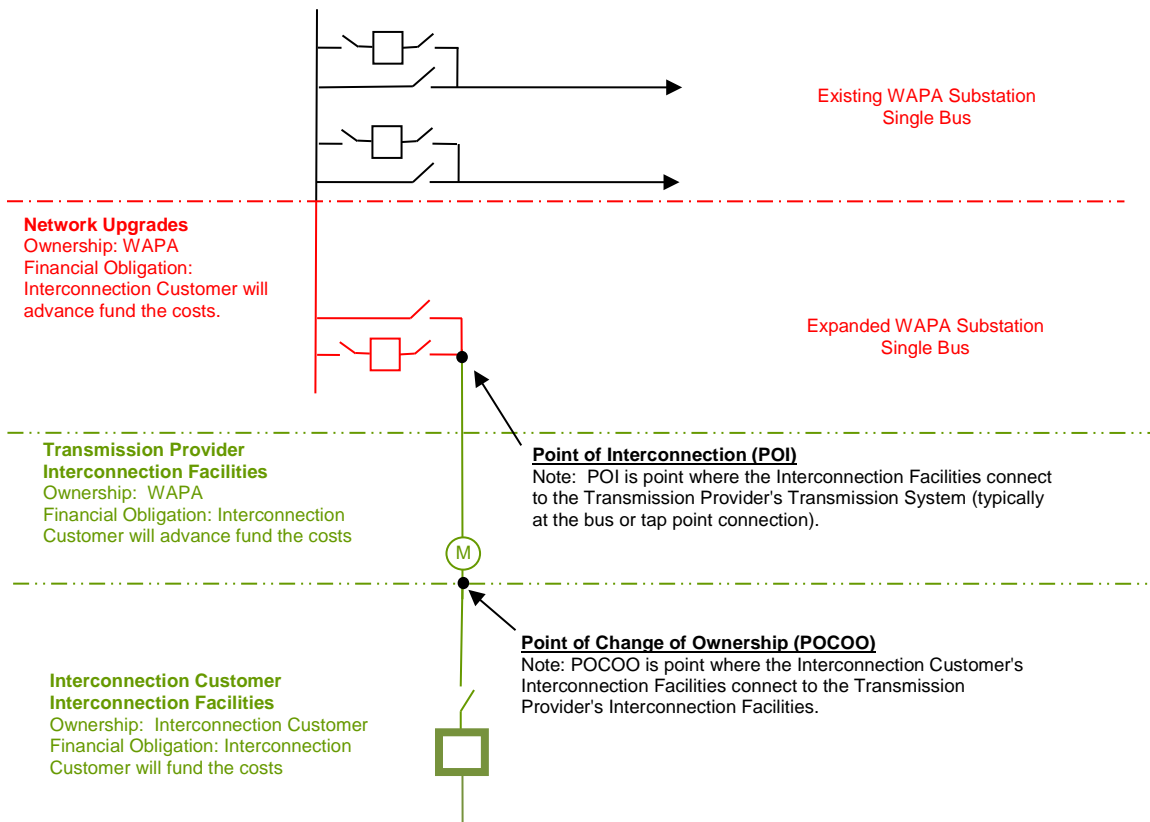 Existing WAPA Substation
Single Bus
Network Upgrades
Ownership: WAPA
Financial Obligation:
Interconnection Customer will
advance fund the costs.
Expanded WAPA Substation
Single Bus
Transmission Provider
Interconnection Facilities
Ownership: WAPA
Financial Obligation: Interconnection
Customer will advance fund the costs
Point of Interconnection (POI)
Note: POI is point where the Interconnection Facilities connect
to the Transmission Provider's Transmission System (typically
at the bus or tap point connection).
M
Point of Change of Ownership (POCOO)
Note: POCOO is point where the Interconnection Customer's
Interconnection Facilities connect to the Transmission
Provider's Interconnection Facilities.
Interconnection Customer
Interconnection Facilities
Ownership: Interconnection Customer
Financial Obligation: Interconnection
Customer will fund the costs